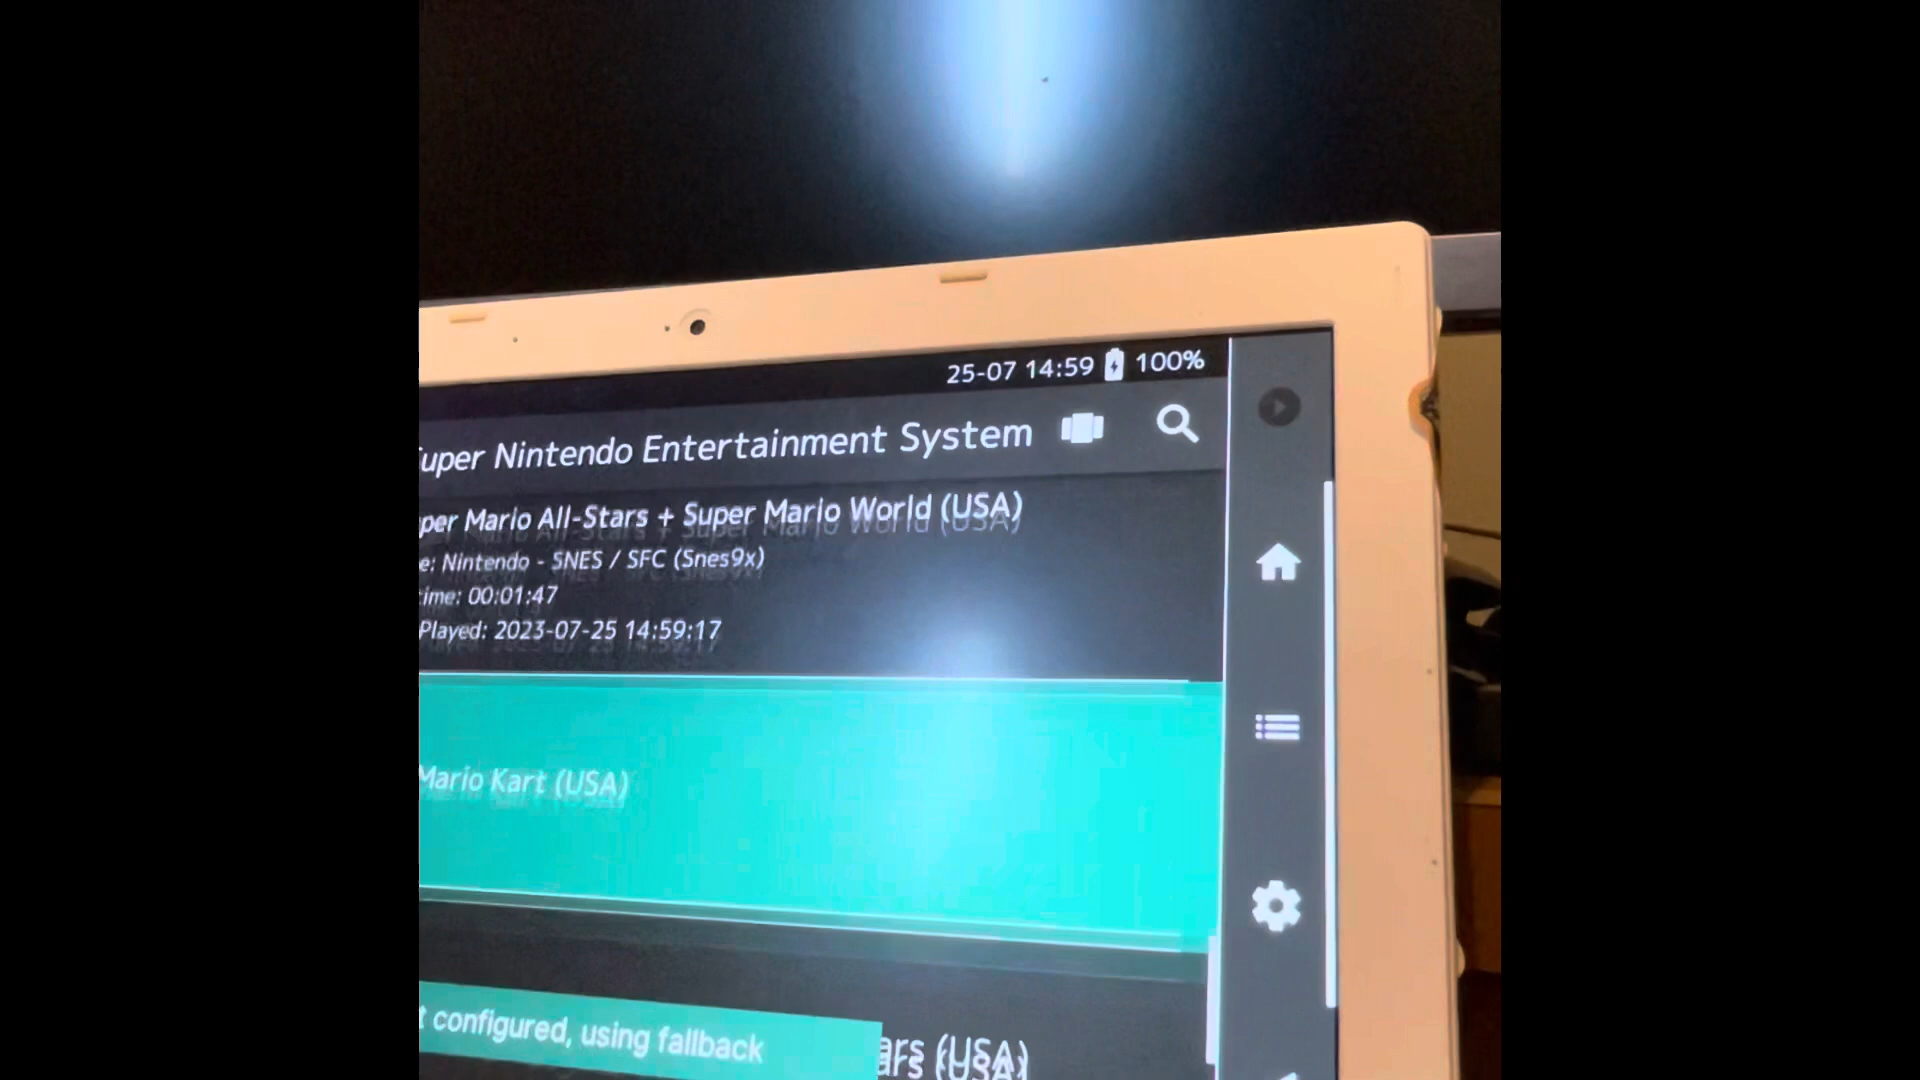 25-07 14:59 100%
uper Nintendo Entertainment System
per Mario All-Stars + Super Mario World (USA)
e: Nintendo - SNES / SFC (Snes9x)
ime: 00:01:47
Played: 2023-07-25 14:59:17
Mario Kart (USA)
t configured, using fallback
ars (USA)